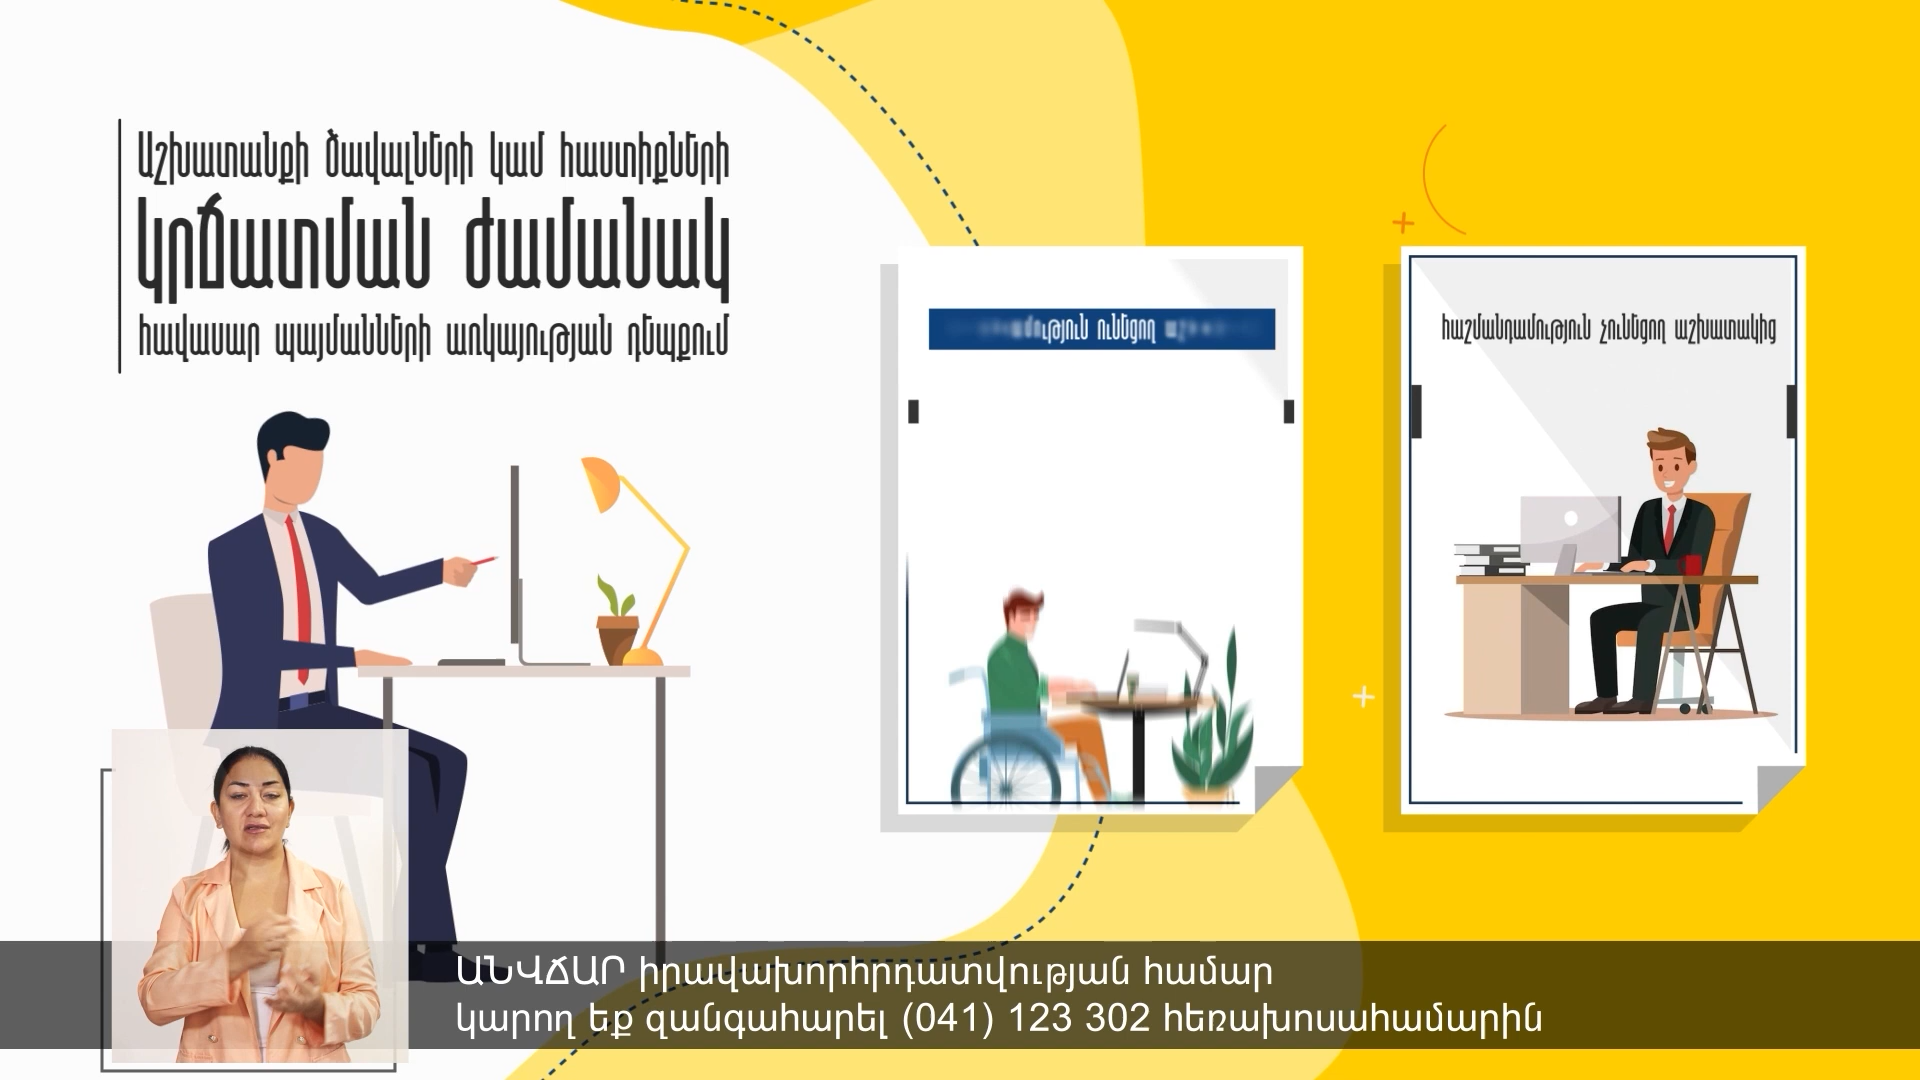 Աշխատանքի ծավալների կամ հաստիքների
կրճատման ժամանակ
հավասար պայմանների առկայության դեպքում
ունեցող
հաշմանդամություն չունեցող աշխատակից
ԱՆՎՃԱՐ իրավախորհրդատվության համար
կարող եք զանգահարել (041) 123 302 հեռախոսահամարին